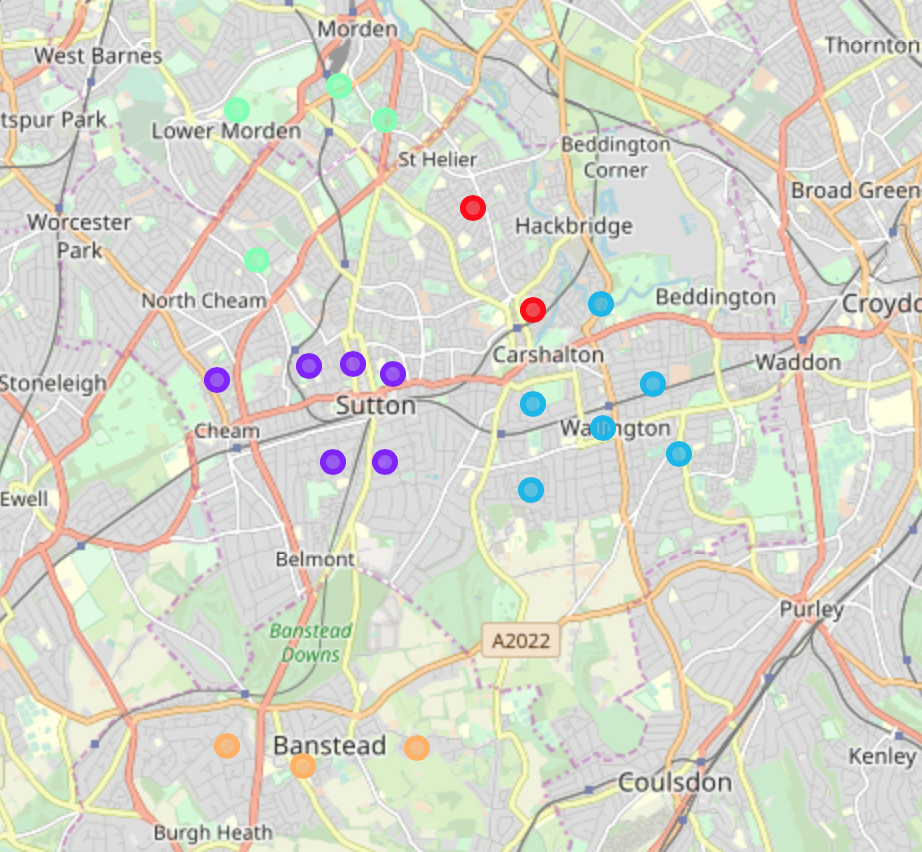 Morden
West Barnes
Thornton
tspur Park
Lower Morden
St Helier
Beddington
Corner
Broad Green
Worcester
Park
Hackbridge
North Cheam
Beddington
Croydo
Carshalton
Waddon
Stoneleigh
Sutton
Cheam
Wallington
Ewell
Belmont
Purley
Banstead
Downs
A2022
Banstead
Kenley
Coulsdon
Burgh Heath